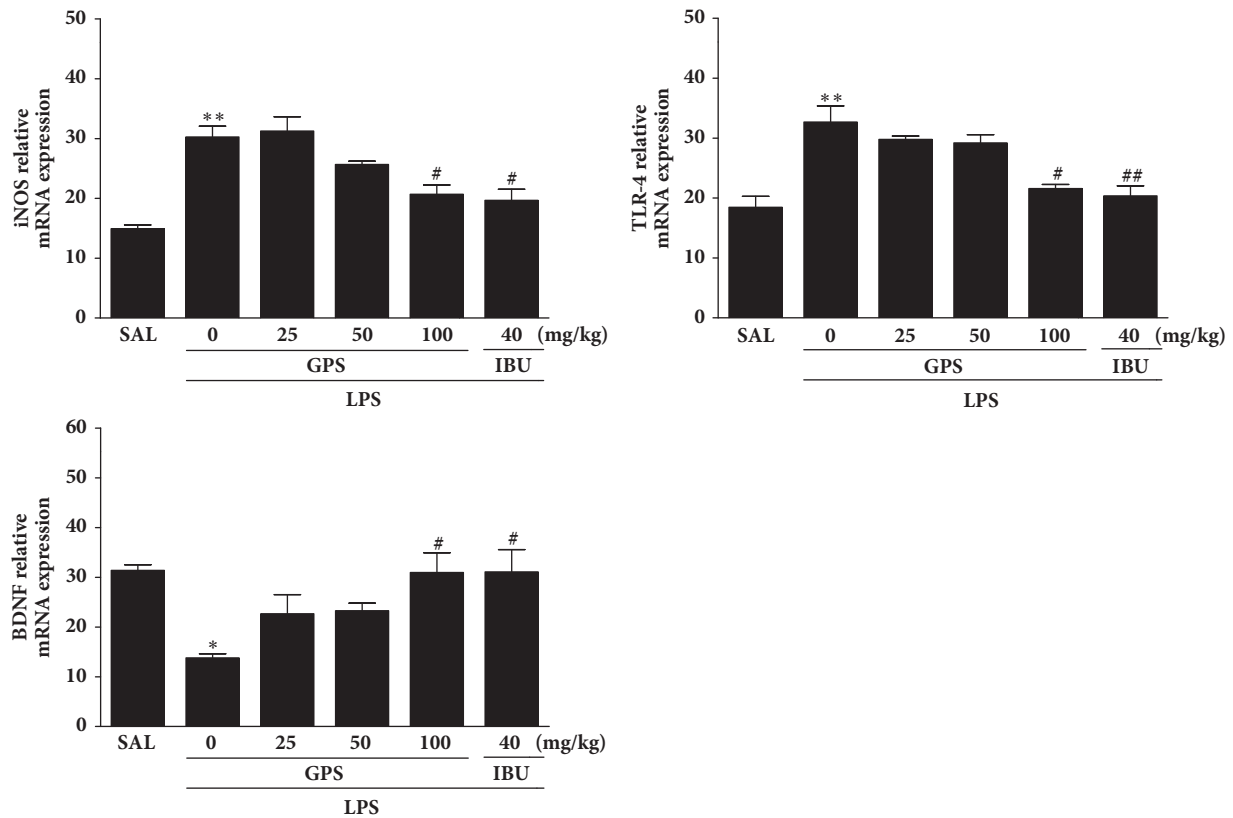 50
40
30
20
10
0
iNOS relative
mRNA expression
**
#
#
SAL 0 25 50 100 40 (mg/kg)
GPS IBU
LPS
50
40
30
20
10
0
TLR-4 relative
mRNA expression
**
#
##
SAL 0 25 50 100 40 (mg/kg)
GPS IBU
LPS
60
50
40
30
20
10
0
BDNF relative
mRNA expression
*
#
#
SAL 0 25 50 100 40 (mg/kg)
GPS IBU
LPS